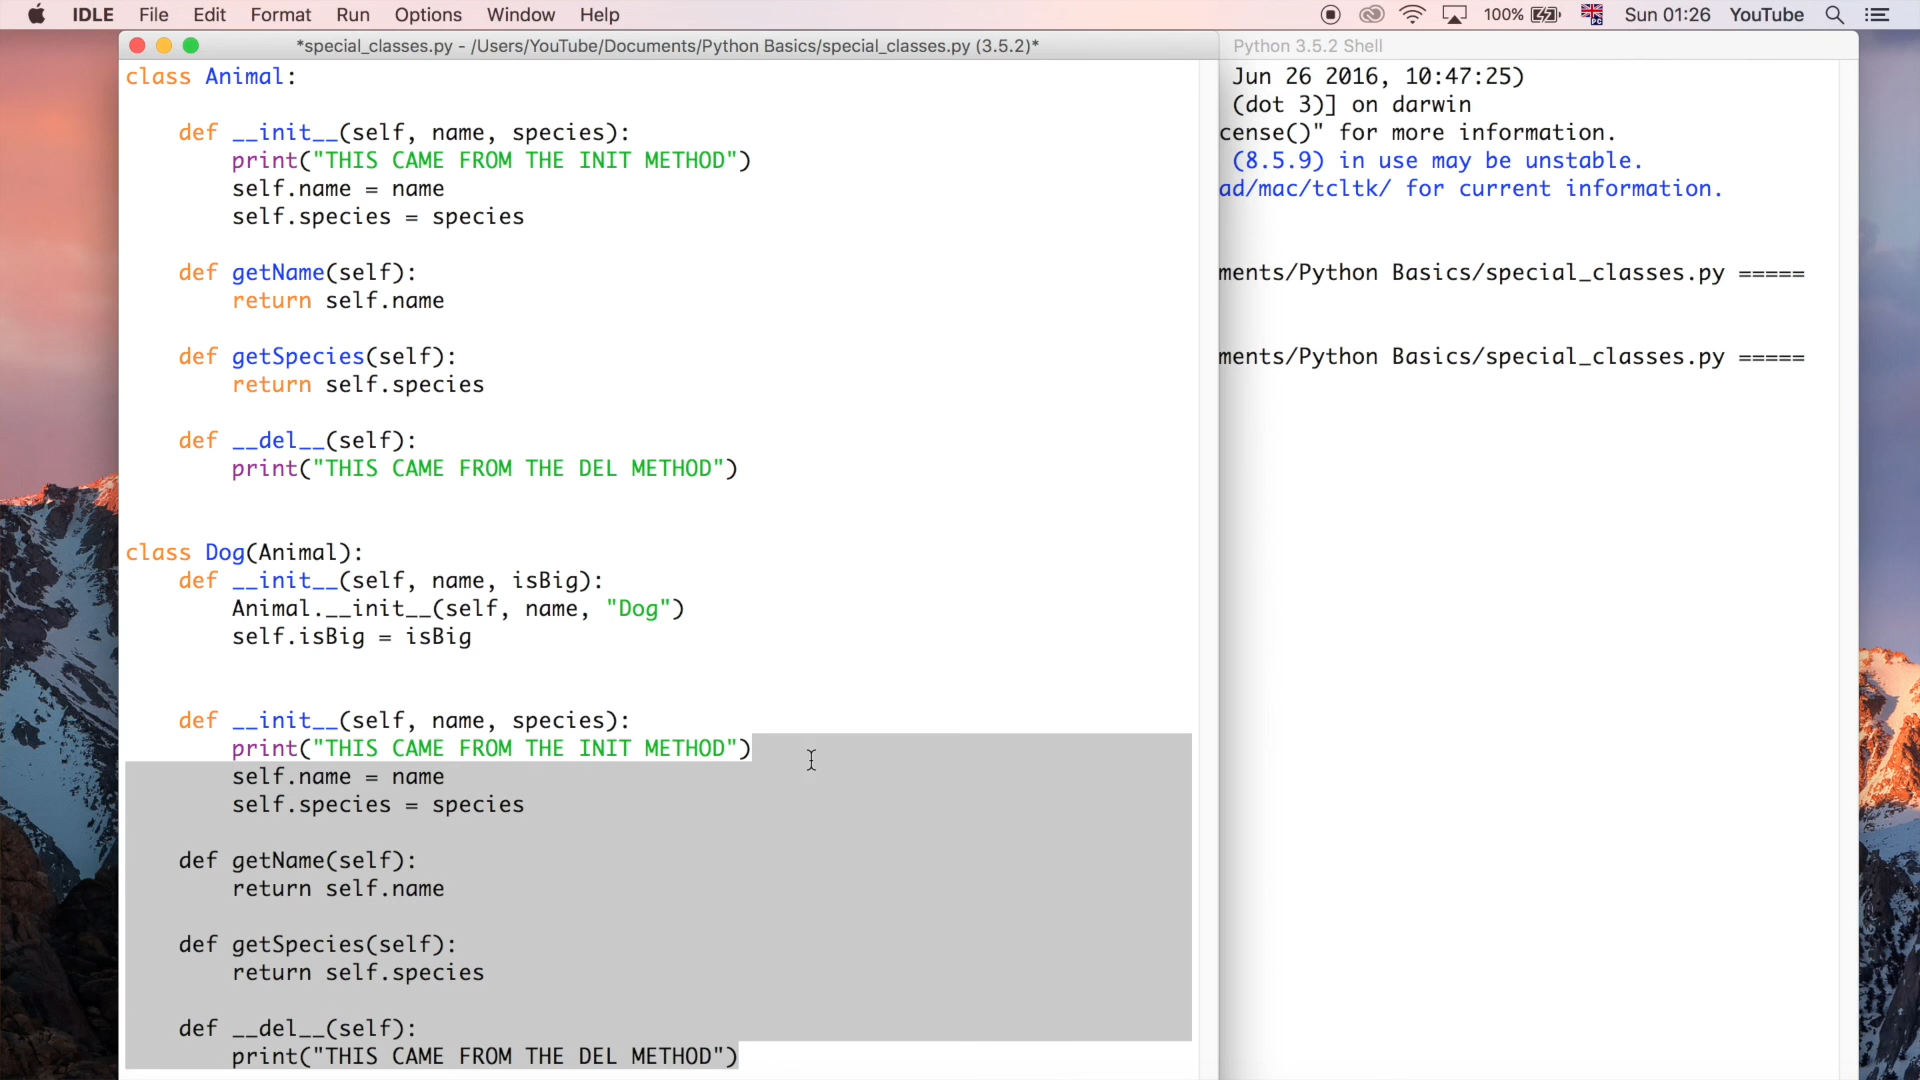 IDLE File Edit Format Run Options Window Help 100% Sun 01:26 YouTube
*special_classes.py - /Users/YouTube/Documents/Python Basics/special_classes.py (3.5.2)*
class Animal:
def __init__(self, name, species):
print("THIS CAME FROM THE INIT METHOD")
self.name = name
self.species = species
def getName(self):
return self.name
def getSpecies(self):
return self.species
def __del__(self):
print("THIS CAME FROM THE DEL METHOD")
class Dog(Animal):
def __init__(self, name, isBig):
Animal.__init__(self, name, "Dog")
self.isBig = isBig
def __init__(self, name, species):
print("THIS CAME FROM THE INIT METHOD")
self.name = name
self.species = species
def getName(self):
return self.name
def getSpecies(self):
return self.species
def __del__(self):
print("THIS CAME FROM THE DEL METHOD")
Python 3.5.2 Shell
Jun 26 2016, 10:47:25)
(dot 3)] on darwin
cense()" for more information.
(8.5.9) in use may be unstable.
ad/mac/tcltk/ for current information.
ments/Python Basics/special_classes.py =====
ments/Python Basics/special_classes.py =====